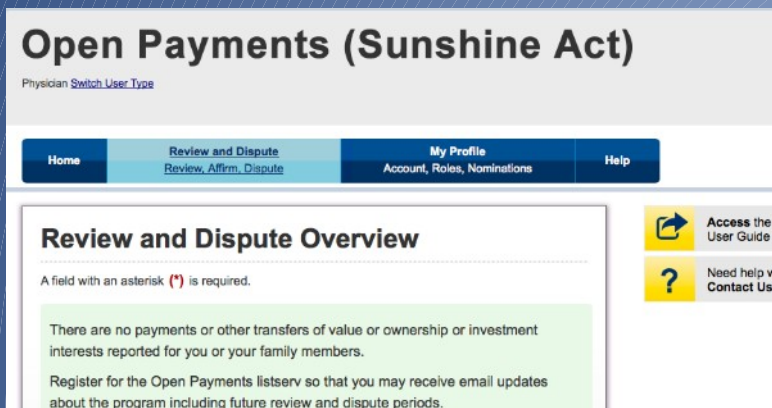 Open Payments (Sunshine Act)
Physician Switch User Type
Home
Review and Dispute
Review, Affirm, Dispute
My Profile
Account, Roles, Nominations
Help
Review and Dispute Overview
A field with an asterisk (*) is required.
There are no payments or other transfers of value or ownership or investment
interests reported for you or your family members.
Register for the Open Payments listserv so that you may receive email updates
about the program including future review and dispute periods.
Access the
User Guide
?
Need help
Contact Us